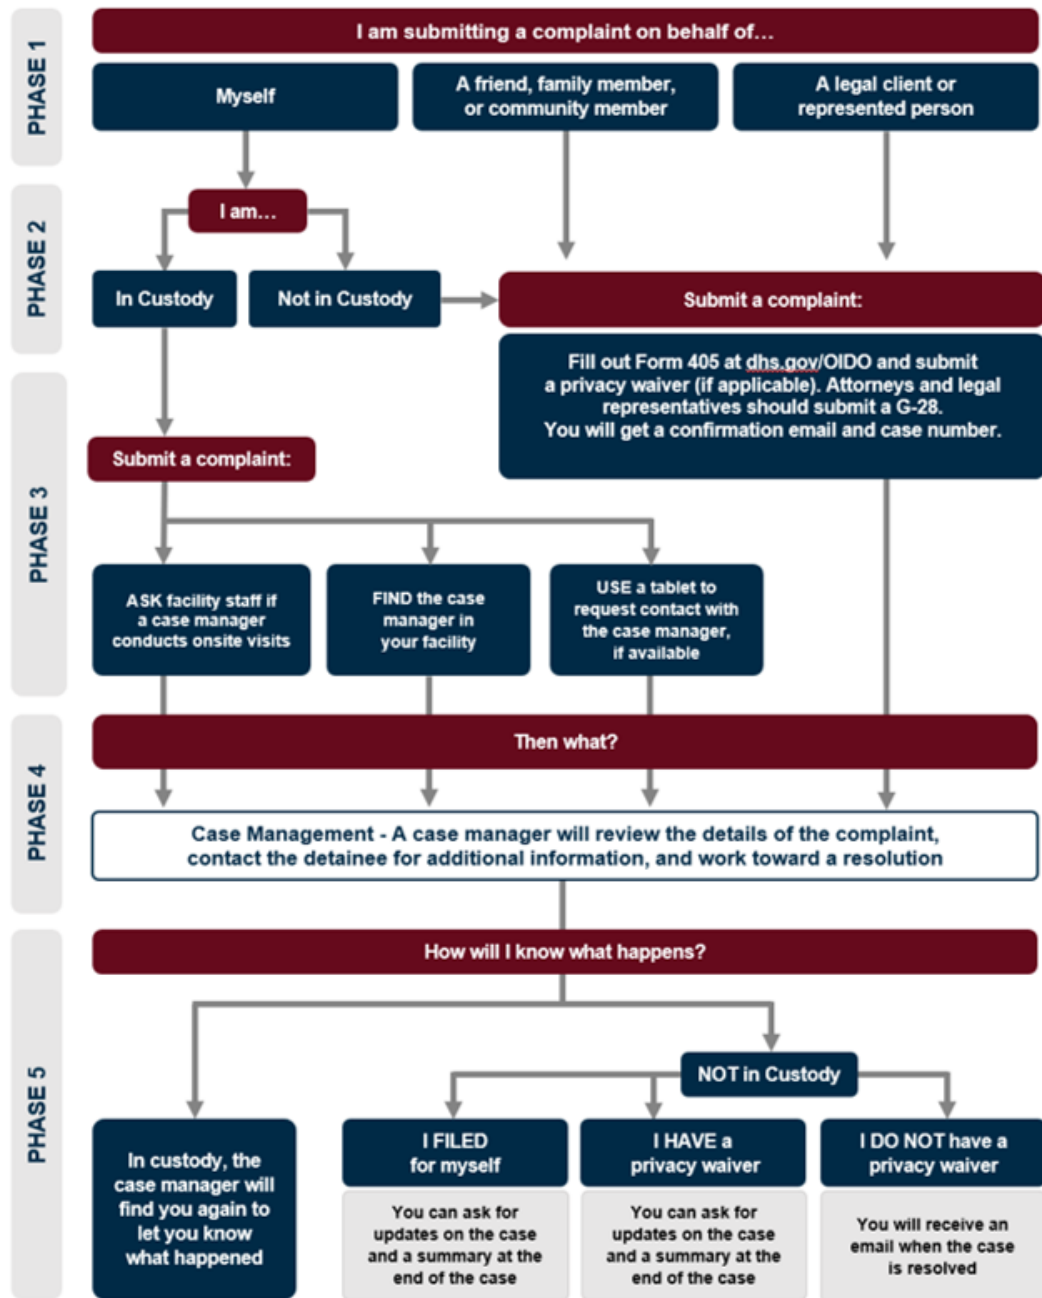 PHASE 1
I am submitting a complaint on behalf of...
Myself
A friend, family member,
or community member
A legal client or
represented person
PHASE 2
I am...
In Custody
Not in Custody
Submit a complaint:
Fill out Form 405 at dhs.gov/OIDO and submit
a privacy waiver (if applicable). Attorneys and legal
representatives should submit a G-28.
You will get a confirmation email and case number.
PHASE 3
Submit a complaint:
ASK facility staff if
a case manager
conducts onsite visits
FIND the case
manager in
your facility
USE a tablet to
request contact with
the case manager,
if available
PHASE 4
Then what?
Case Management - A case manager will review the details of the complaint,
contact the detainee for additional information, and work toward a resolution
PHASE 5
How will I know what happens?
NOT in Custody
In custody, the
case manager will
find you again to
let you know
what happened
I FILED
for myself
You can ask for
updates on the case
and a summary at the
end of the case
I HAVE a
privacy waiver
You can ask for
updates on the case
and a summary at the
end of the case
I DO NOT have a
privacy waiver
You will receive an
email when the case
is resolved